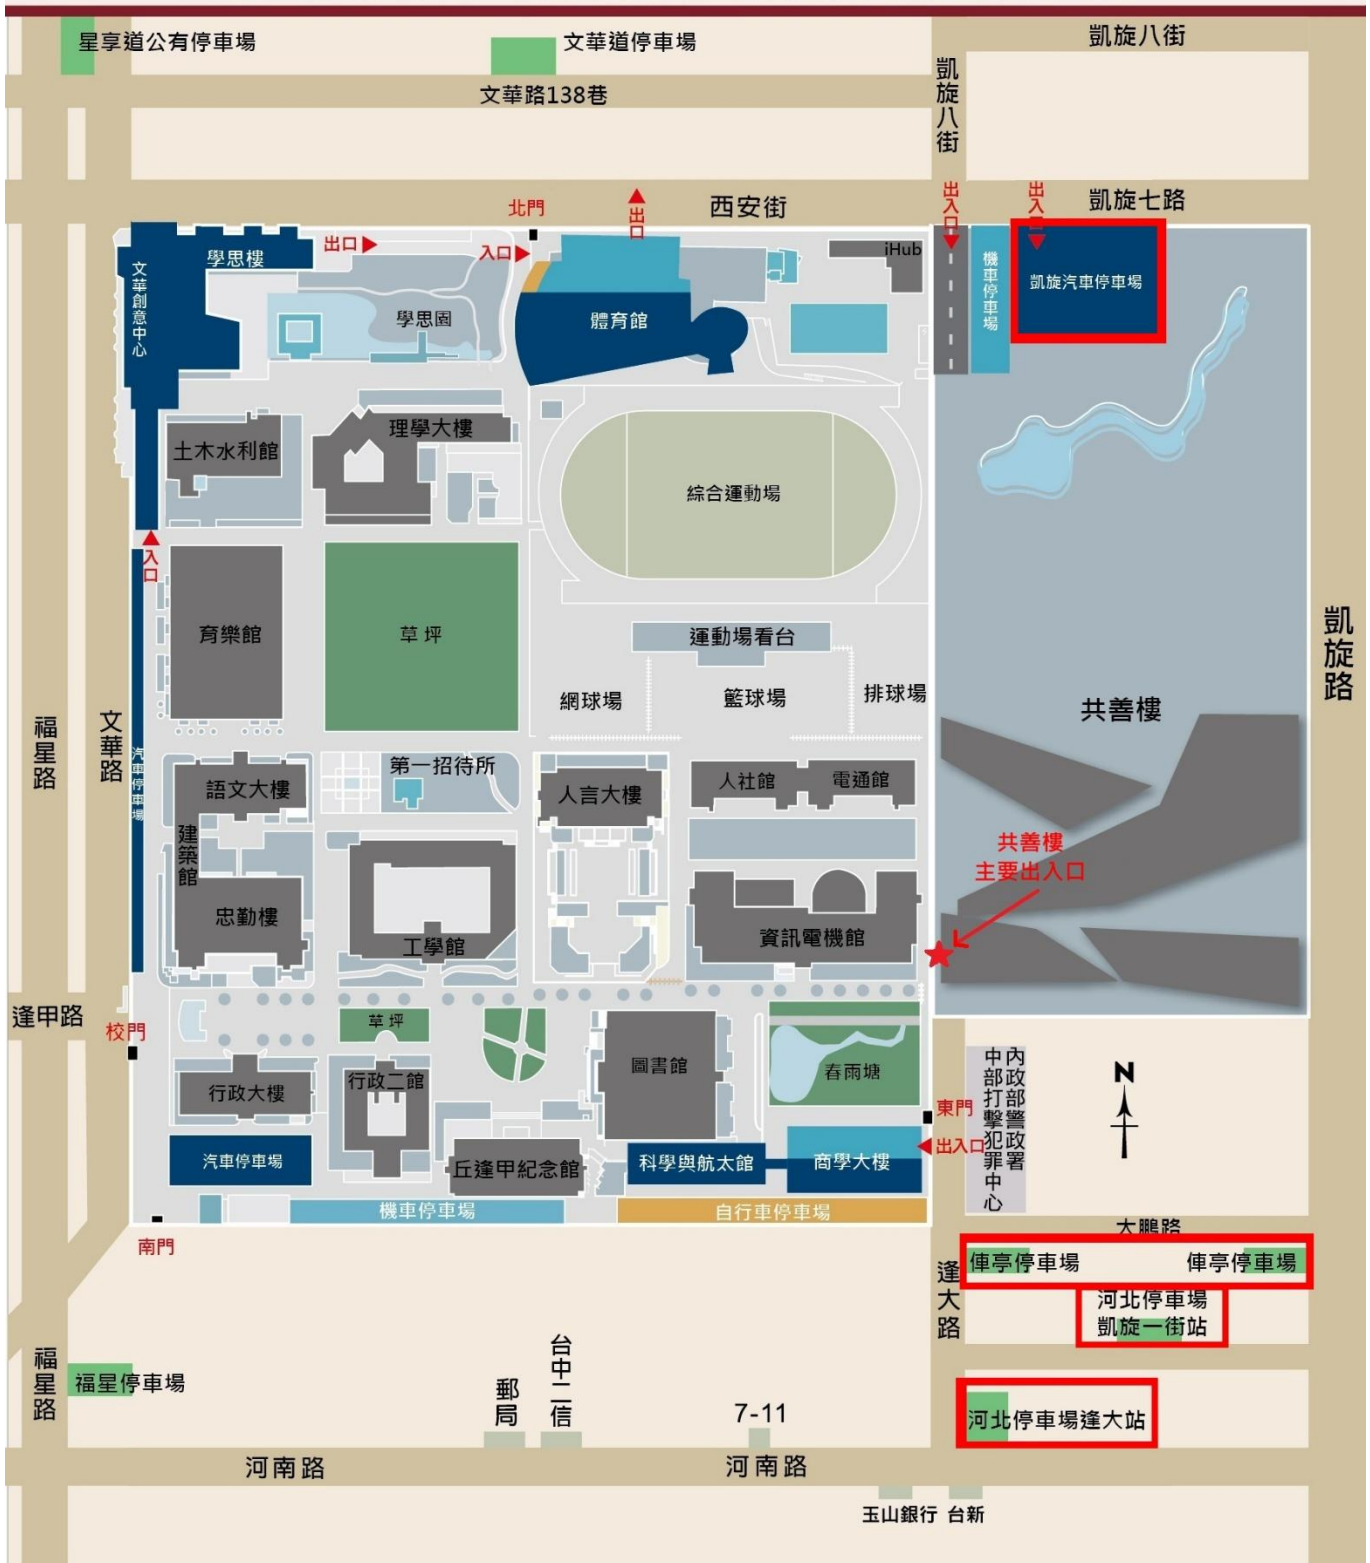 星享道公有停車場
文華道停車場
凱旋八街
文華路138巷
凱旋八街
西安街
凱旋七路
北門
出口
出入口
出入口
出口
入口
學思樓
文華創意中心
學思園
體育館
iHub
機車停車場
凱旋汽車停車場
土木水利館
理學大樓
綜合運動場
入口
育樂館
草坪
運動場看台
網球場
籃球場
排球場
共善樓
凱旋路
福星路
文華路
汽車停車場
語文大樓
第一招待所
人言大樓
人社館
電通館
建築館
共善樓
主要出入口
忠勤樓
工學館
資訊電機館
逢甲路
校門
草坪
行政大樓
行政二館
圖書館
春雨塘
內政部警政署
中部打擊犯罪中心
N
東門
出入口
汽車停車場
丘逢甲紀念館
科學與航太館
商學大樓
機車停車場
自行車停車場
南門
大鵬路
俥亭停車場
俥亭停車場
逢大路
河北停車場
凱旋一街站
福星路
福星停車場
郵局
台中二信
7-11
河北停車場逢大站
河南路
河南路
玉山銀行
台新